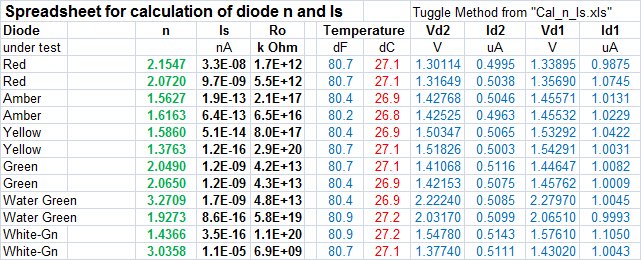 Spreadsheet for calculation of diode n and Is Tuggle Method from "Cal_n_Is.xls"
Diode n Is Ro Temperature Vd2 Id2 Vd1 Id1
under test nA k Ohm dF dC V uA V uA
Red 2.1547 3.3E-08 1.7E+12 80.7 27.1 1.30114 0.4995 1.33895 0.9875
Red 2.0720 9.7E-09 5.5E+12 80.7 27.1 1.31649 0.5038 1.35690 1.0745
Amber 1.5627 1.9E-13 2.1E+17 80.4 26.9 1.42768 0.5046 1.45571 1.0131
Amber 1.6163 6.4E-13 6.5E+16 80.2 26.8 1.42525 0.4963 1.45532 1.0229
Yellow 1.5860 5.1E-14 8.0E+17 80.4 26.9 1.50347 0.5065 1.53292 1.0422
Yellow 1.3763 1.2E-16 2.9E+20 80.7 27.1 1.51826 0.5003 1.54291 1.0031
Green 2.0490 1.2E-09 4.2E+13 80.7 27.1 1.41068 0.5116 1.44647 1.0082
Green 2.0650 1.2E-09 4.3E+13 80.4 26.9 1.42153 0.5075 1.45762 1.0009
Water Green 3.2709 1.7E-09 4.8E+13 80.4 26.9 2.22240 0.5085 2.27970 1.0045
Water Green 1.9273 8.6E-16 5.8E+19 80.9 27.2 2.03170 0.5099 2.06510 0.9993
White-Gn 1.4366 3.5E-16 1.1E+20 80.9 27.2 1.54780 0.5143 1.57610 1.1050
White-Gn 3.0358 1.1E-05 6.9E+09 80.7 27.1 1.37740 0.5111 1.43020 1.0043